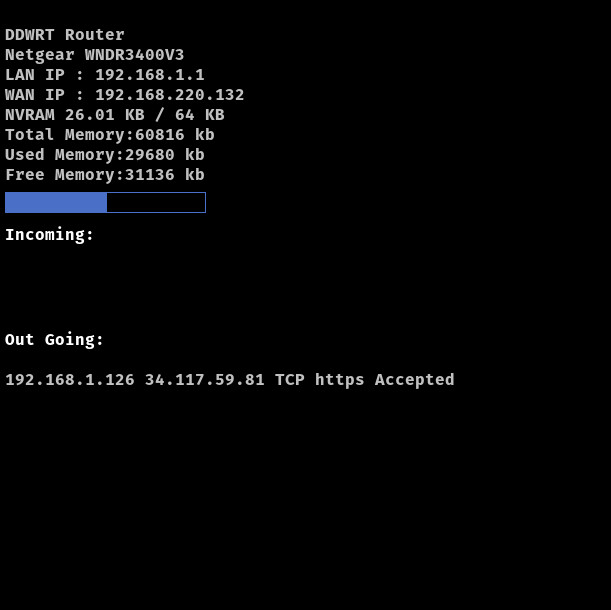 DDWRT Router
Netgear WNDR3400V3
LAN IP : 192.168.1.1
WAN IP : 192.168.220.132
NVRAM 26.01 KB / 64 KB
Total Memory:60816 kb
Used Memory:29680 kb
Free Memory:31136 kb
Incoming:
Out Going:
192.168.1.126 34.117.59.81 TCP https Accepted